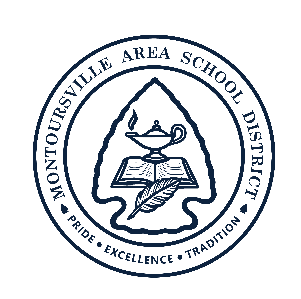 MONTOURSVILLE AREA SCHOOL DISTRICT
PRIDE • EXCELLENCE • TRADITION